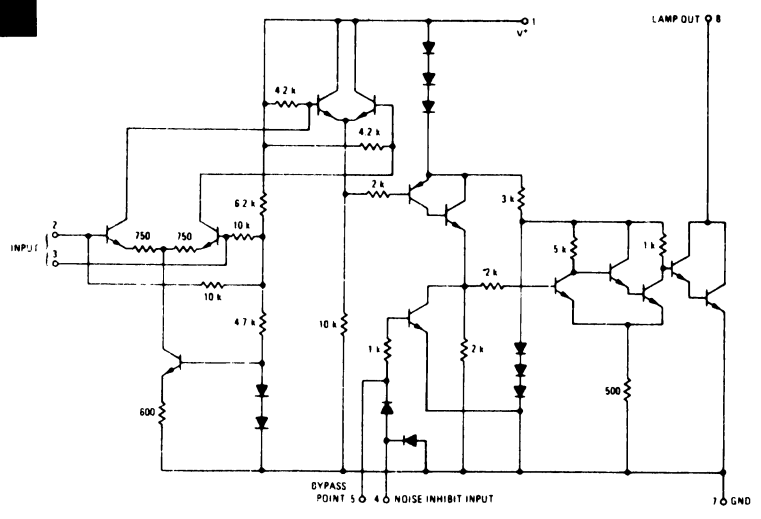 1
V+
LAMP OUT 8
4.2 k
4.2 k
2 k
3 k
6.2 k
2
INPUT
3
750
750
10 k
5 k
1 k
2k
10 k
4.7 k
10 k
1 k
2 k
500
600
BYPASS
POINT 5
4 NOISE INHIBIT INPUT
7 GND